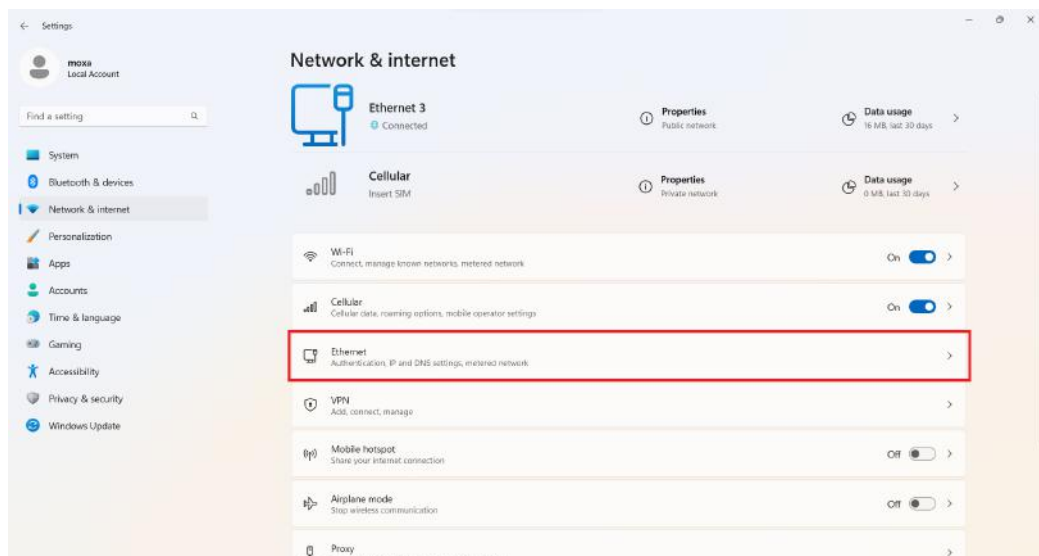 Settings
moxa
Local Account
Find a setting
System
Bluetooth & devices
Network & internet
Personalization
Apps
Accounts
Time & language
Gaming
Accessibility
Privacy & security
Windows Update
Network & internet
Ethernet 3
Connected
Properties
Public network
Data usage
16 MB, last 30 days
Cellular
Insert SIM
Properties
Private network
Data usage
0 MB, last 30 days
Wi-Fi
Connect, manage known networks, metered network
On
Cellular
Cellular data, roaming options, mobile operator settings
On
Ethernet
Authentication, IP and DNS settings, metered network
VPN
Add, connect, manage
Mobile hotspot
Share your internet connection
Off
Airplane mode
Stop wireless communication
Off
Proxy